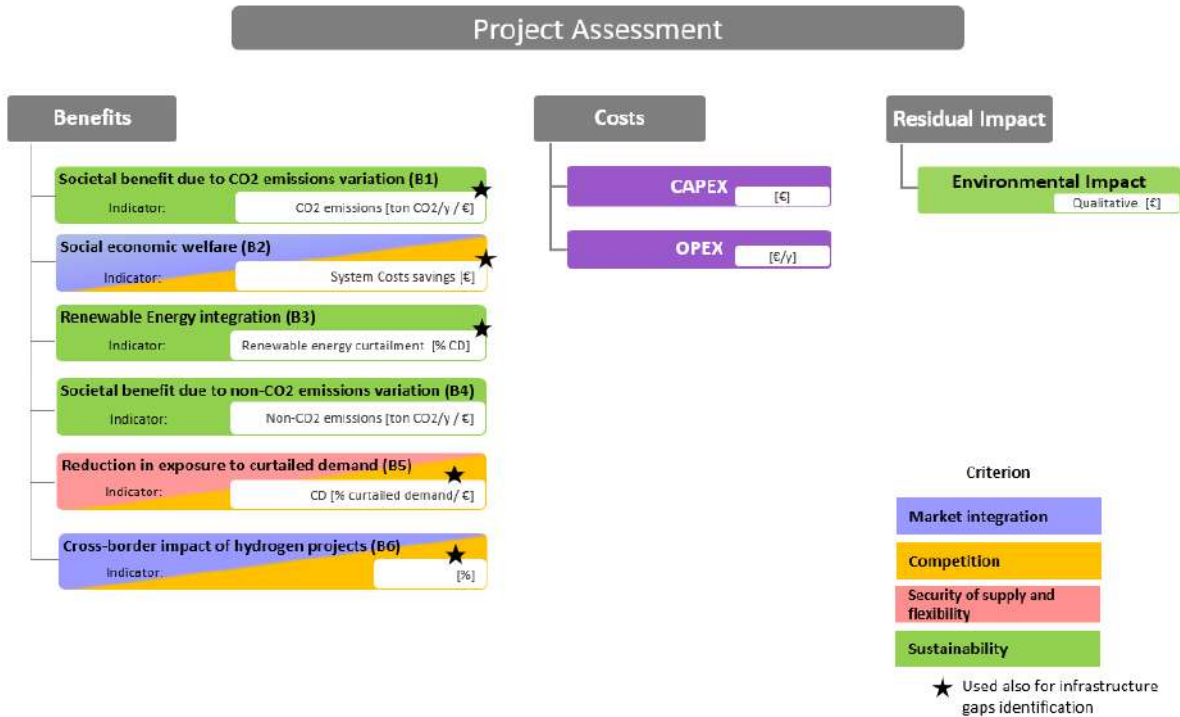 Project Assessment
Benefits
Societal benefit due to CO2 emissions variation (B1)
Indicator: CO2 emissions [ton CO2/y / €]
Social economic welfare (B2)
Indicator: System Costs savings [€]
Renewable Energy integration (B3)
Indicator: Renewable energy curtailment [% CD]
Societal benefit due to non-CO2 emissions variation (B4)
Indicator: Non-CO2 emissions [ton CO2/y / €]
Reduction in exposure to curtailed demand (B5)
Indicator: CD [% curtailed demand/ €]
Cross-border impact of hydrogen projects (B6)
Indicator: [%]
Costs
CAPEX
[€]
OPEX
[€/y]
Residual Impact
Environmental Impact
Qualitative [€]
Criterion
Market integration
Competition
Security of supply and
flexibility
Sustainability
Used also for infrastructure
gaps identification